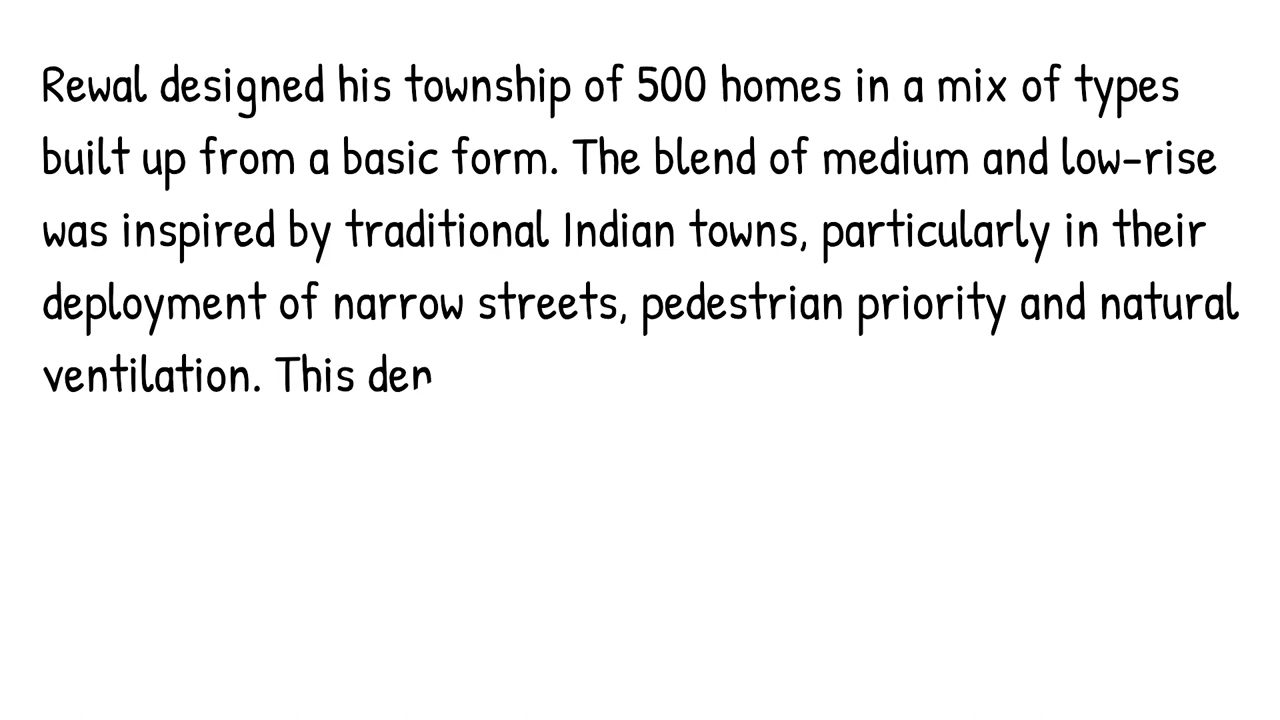 Rewal designed his township of 500 homes in a mix of types
built up from a basic form. The blend of medium and low-rise
was inspired by traditional Indian towns, particularly in their
deployment of narrow streets, pedestrian priority and natural
ventilation. This den